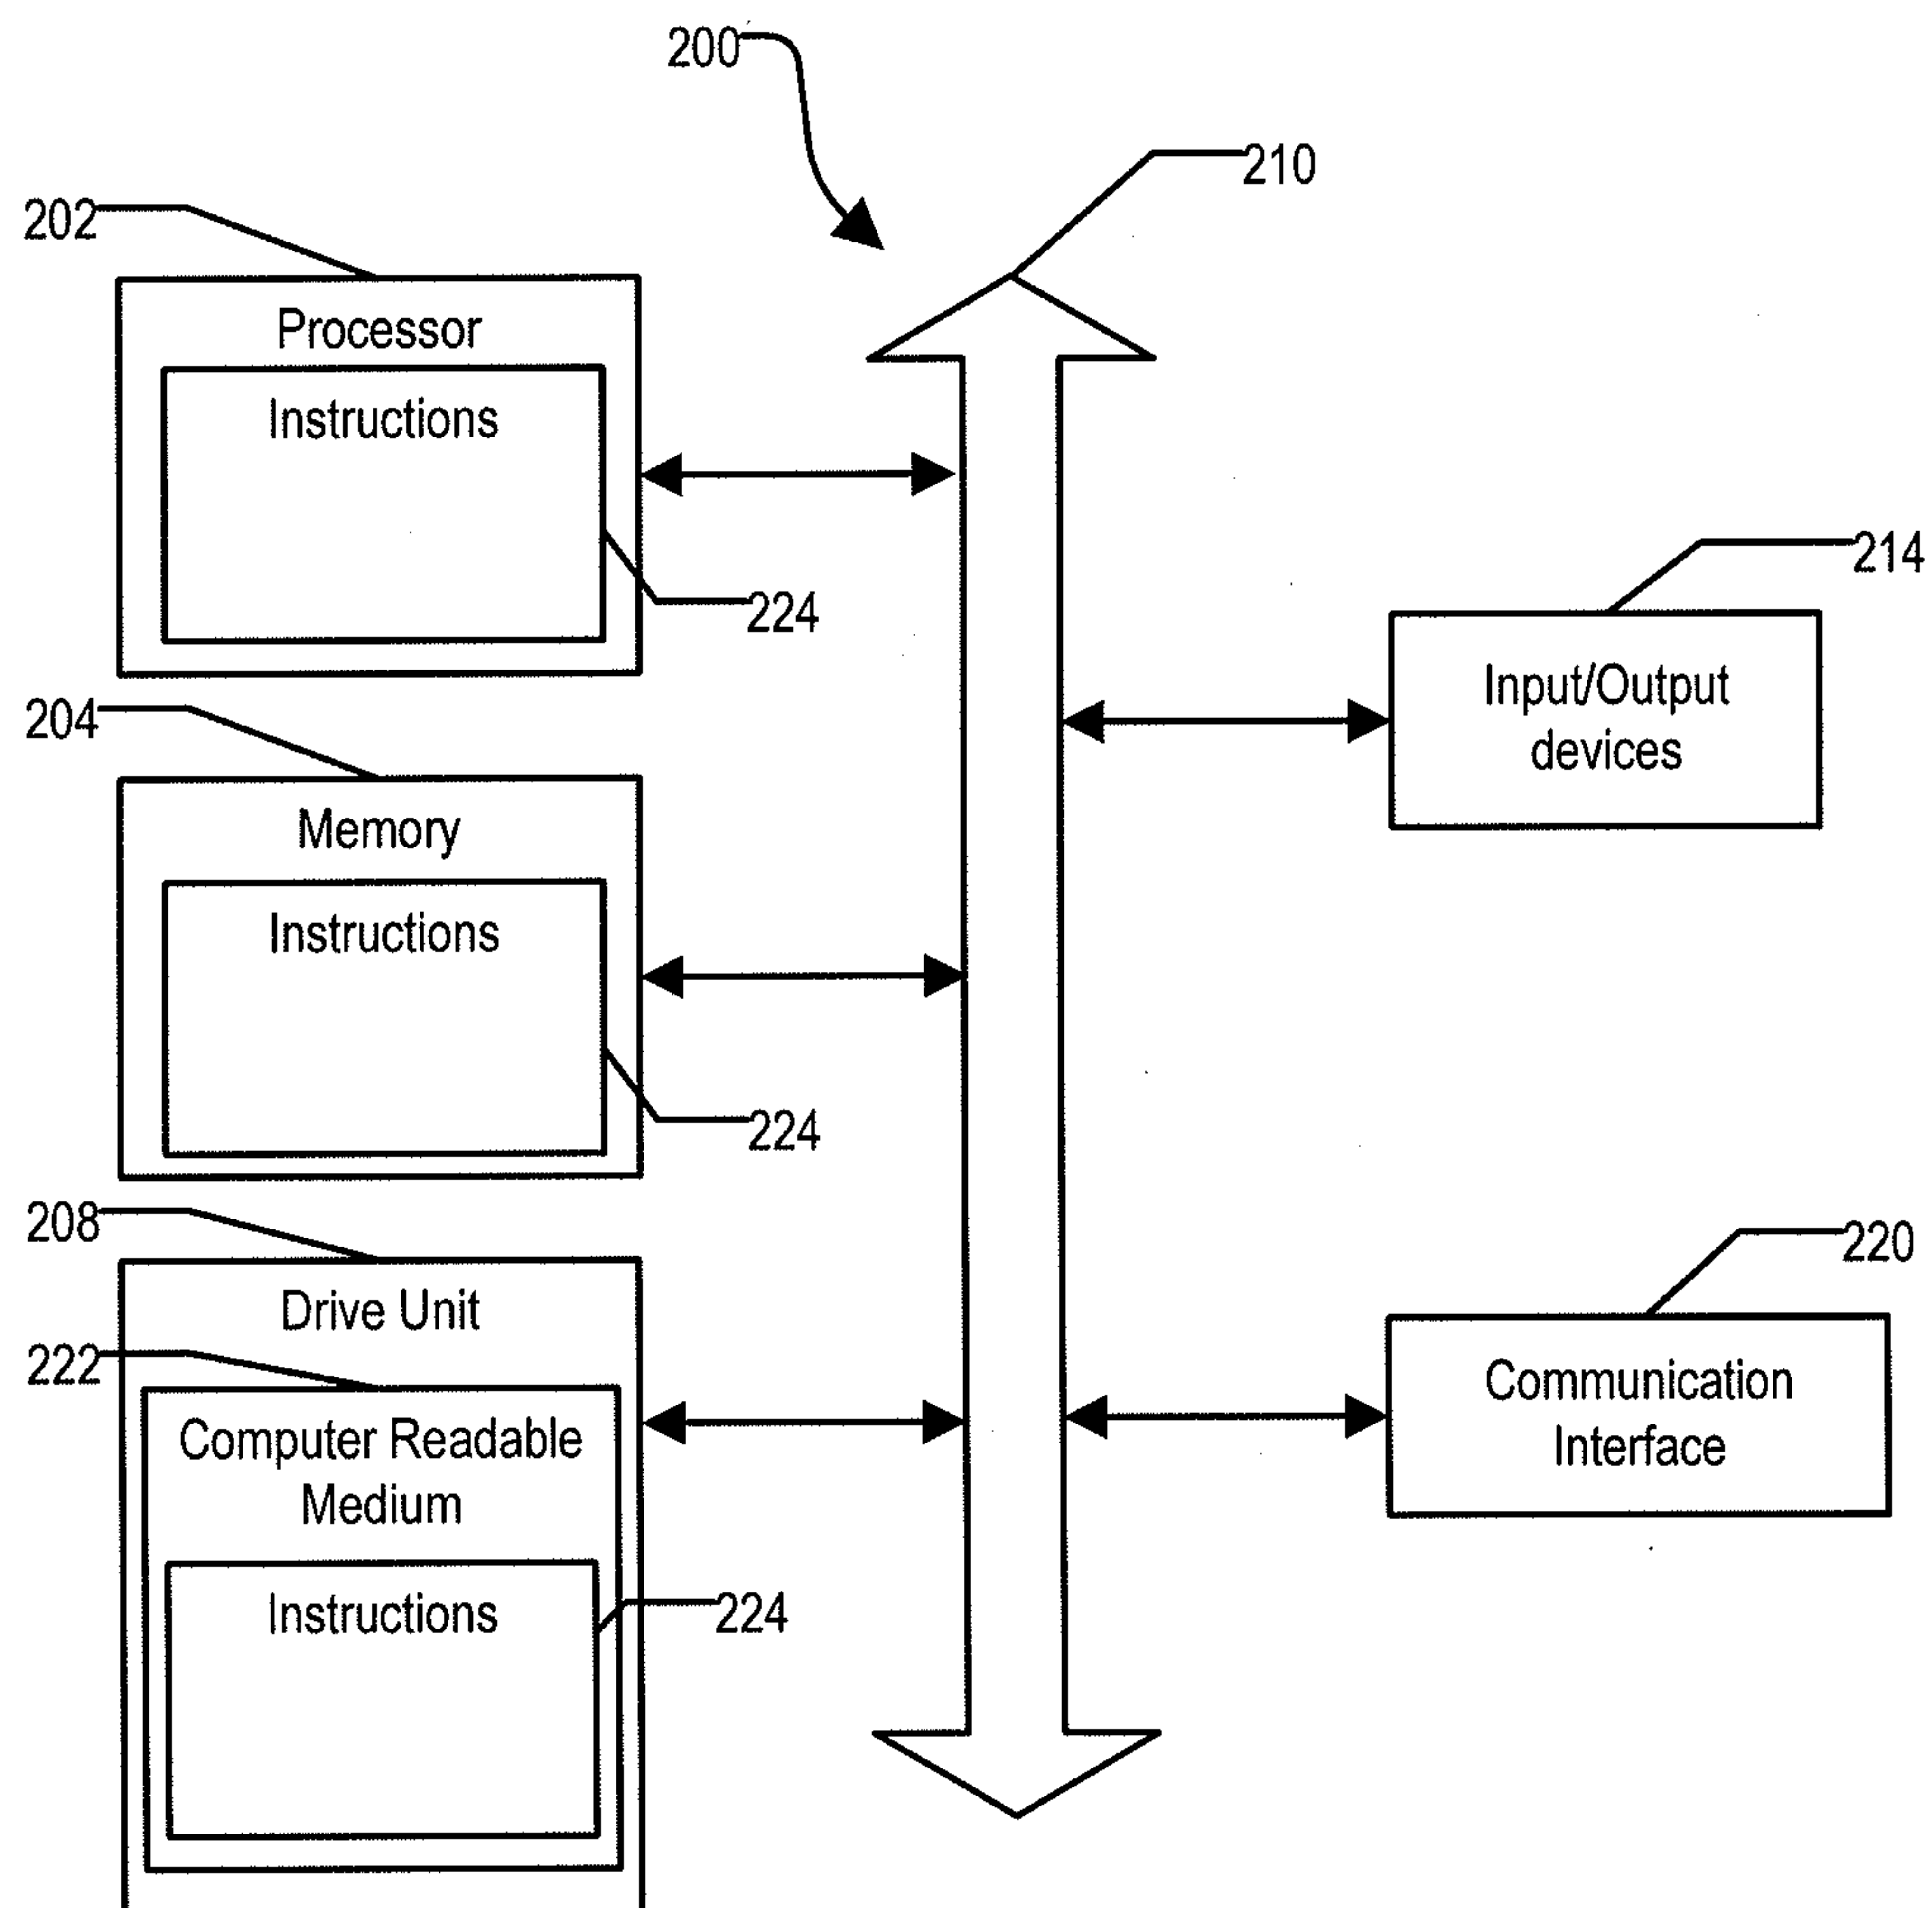 200
210
202
Processor
Instructions
224
214
Input/Output
devices
204
Memory
Instructions
224
208
Drive Unit
220
222
Computer Readable
Medium
Communication
Interface
Instructions
224